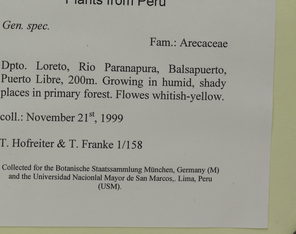 Plants from Peru
Gen. spec.
Fam.: Arecaceae
Dpto. Loreto, Rio Paranapura, Balsapuerto,
Puerto Libre, 200m. Growing in humid, shady
places in primary forest. Flowes whitish-yellow.
coll.: November 21st, 1999
T. Hofreiter & T. Franke 1/158
Collected for the Botanische Staatssammlung München, Germany (M)
and the Universidad Nacionlal Mayor de San Marcos,. Lima, Peru
(USM).